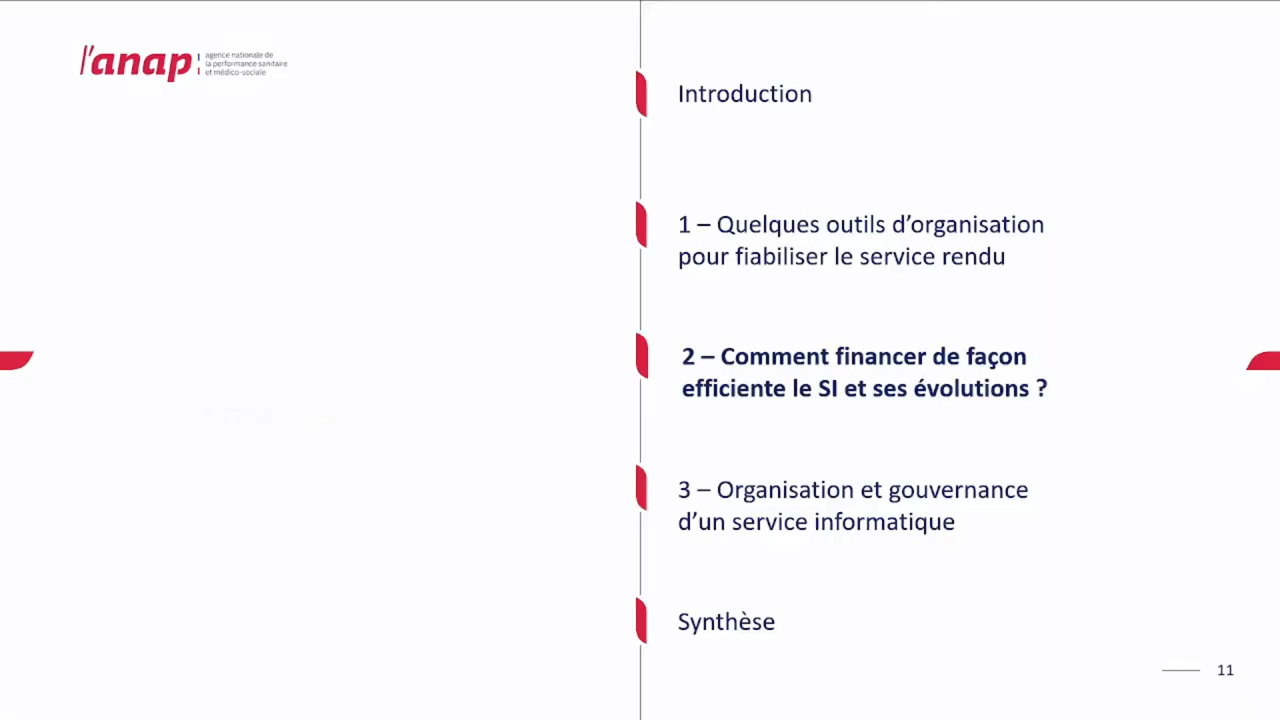 l'anap
agence nationale de
la performance sanitaire
et médico-sociale
Introduction
1 – Quelques outils d'organisation
pour fiabiliser le service rendu
2 – Comment financer de façon
efficiente le SI et ses évolutions ?
3 – Organisation et gouvernance
d'un service informatique
Synthèse
11